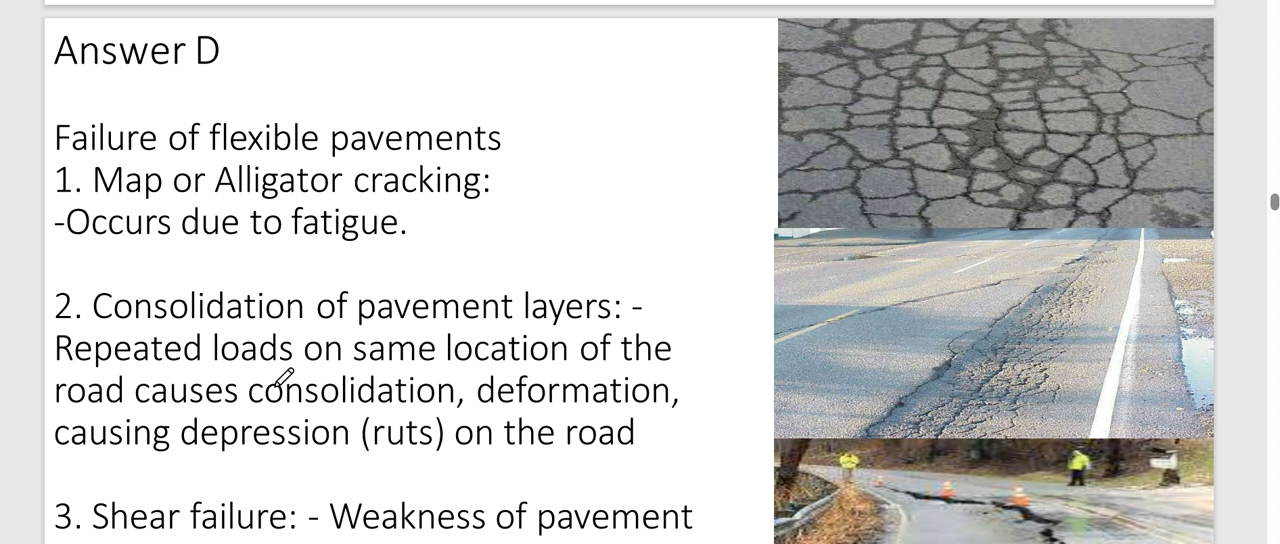 Answer D
Failure of flexible pavements
1. Map or Alligator cracking:
-Occurs due to fatigue.
2. Consolidation of pavement layers: -
Repeated loads on same location of the
road causes consolidation, deformation,
causing depression (ruts) on the road
3. Shear failure: - Weakness of pavement